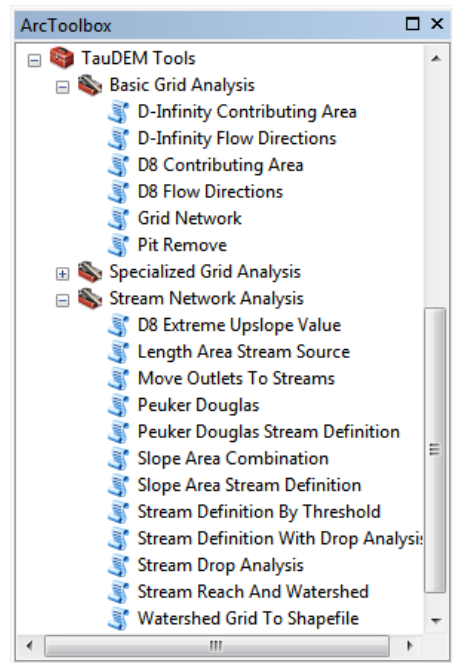 ArcToolbox
TauDEM Tools
Basic Grid Analysis
D-Infinity Contributing Area
D-Infinity Flow Directions
D8 Contributing Area
D8 Flow Directions
Grid Network
Pit Remove
Specialized Grid Analysis
Stream Network Analysis
D8 Extreme Upslope Value
Length Area Stream Source
Move Outlets To Streams
Peuker Douglas
Peuker Douglas Stream Definition
Slope Area Combination
Slope Area Stream Definition
Stream Definition By Threshold
Stream Definition With Drop Analysis
Stream Drop Analysis
Stream Reach And Watershed
Watershed Grid To Shapefile